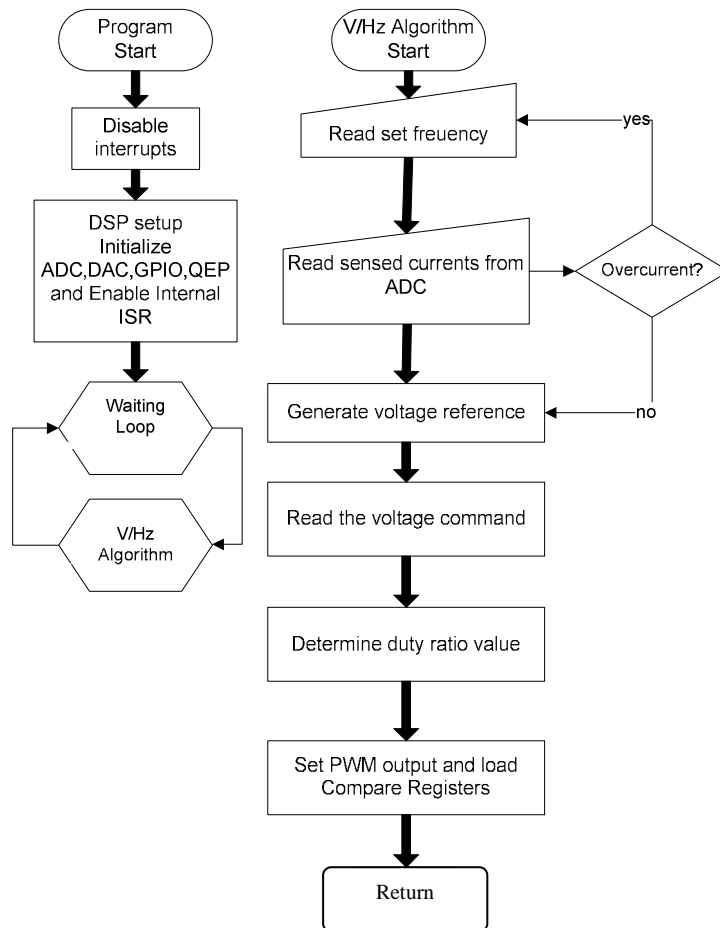 Program
Start
Disable
interrupts
DSP setup
Initialize
ADC,DAC,GPIO,QEP
and Enable Internal
ISR
Waiting
Loop
V/Hz
Algorithm
V/Hz Algorithm
Start
Read set freuency
yes
Read sensed currents from
ADC
Overcurrent?
Generate voltage reference
no
Read the voltage command
Determine duty ratio value
Set PWM output and load
Compare Registers
Return